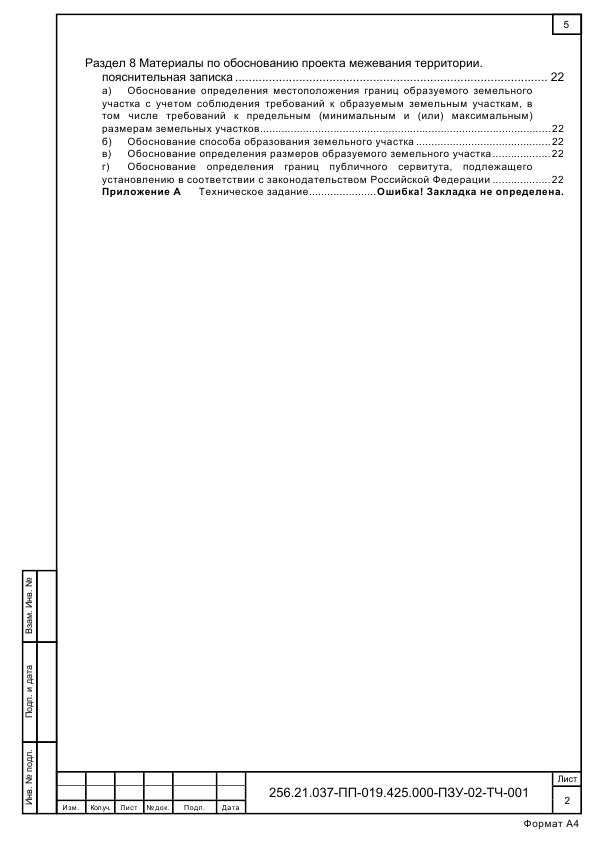 5
Раздел 8 Материалы по обоснованию проекта межевания территории.
пояснительная записка ............................................................................................... 22
а) Обоснование определения местоположения границ образуемого земельного
участка с учетом соблюдения требований к образуемым земельным участкам, в
том числе требований к предельным (минимальным и (или) максимальным)
размерам земельных участков.......................................................................................22
б) Обоснование способа образования земельного участка ........................................22
в) Обоснование определения размеров образуемого земельного участка.................22
г) Обоснование определения границ публичного сервитута, подлежащего
установлению в соответствии с законодательством Российской Федерации .................22
Приложение А Техническое задание......................Ошибка! Закладка не определена.
Взам. Инв. №
Подп. и дата
Инв. № подл.
Изм. Кол.уч. Лист №док. Подп. Дата
256.21.037-ПП-019.425.000-ПЗУ-02-ТЧ-001
Лист
2
Формат А4